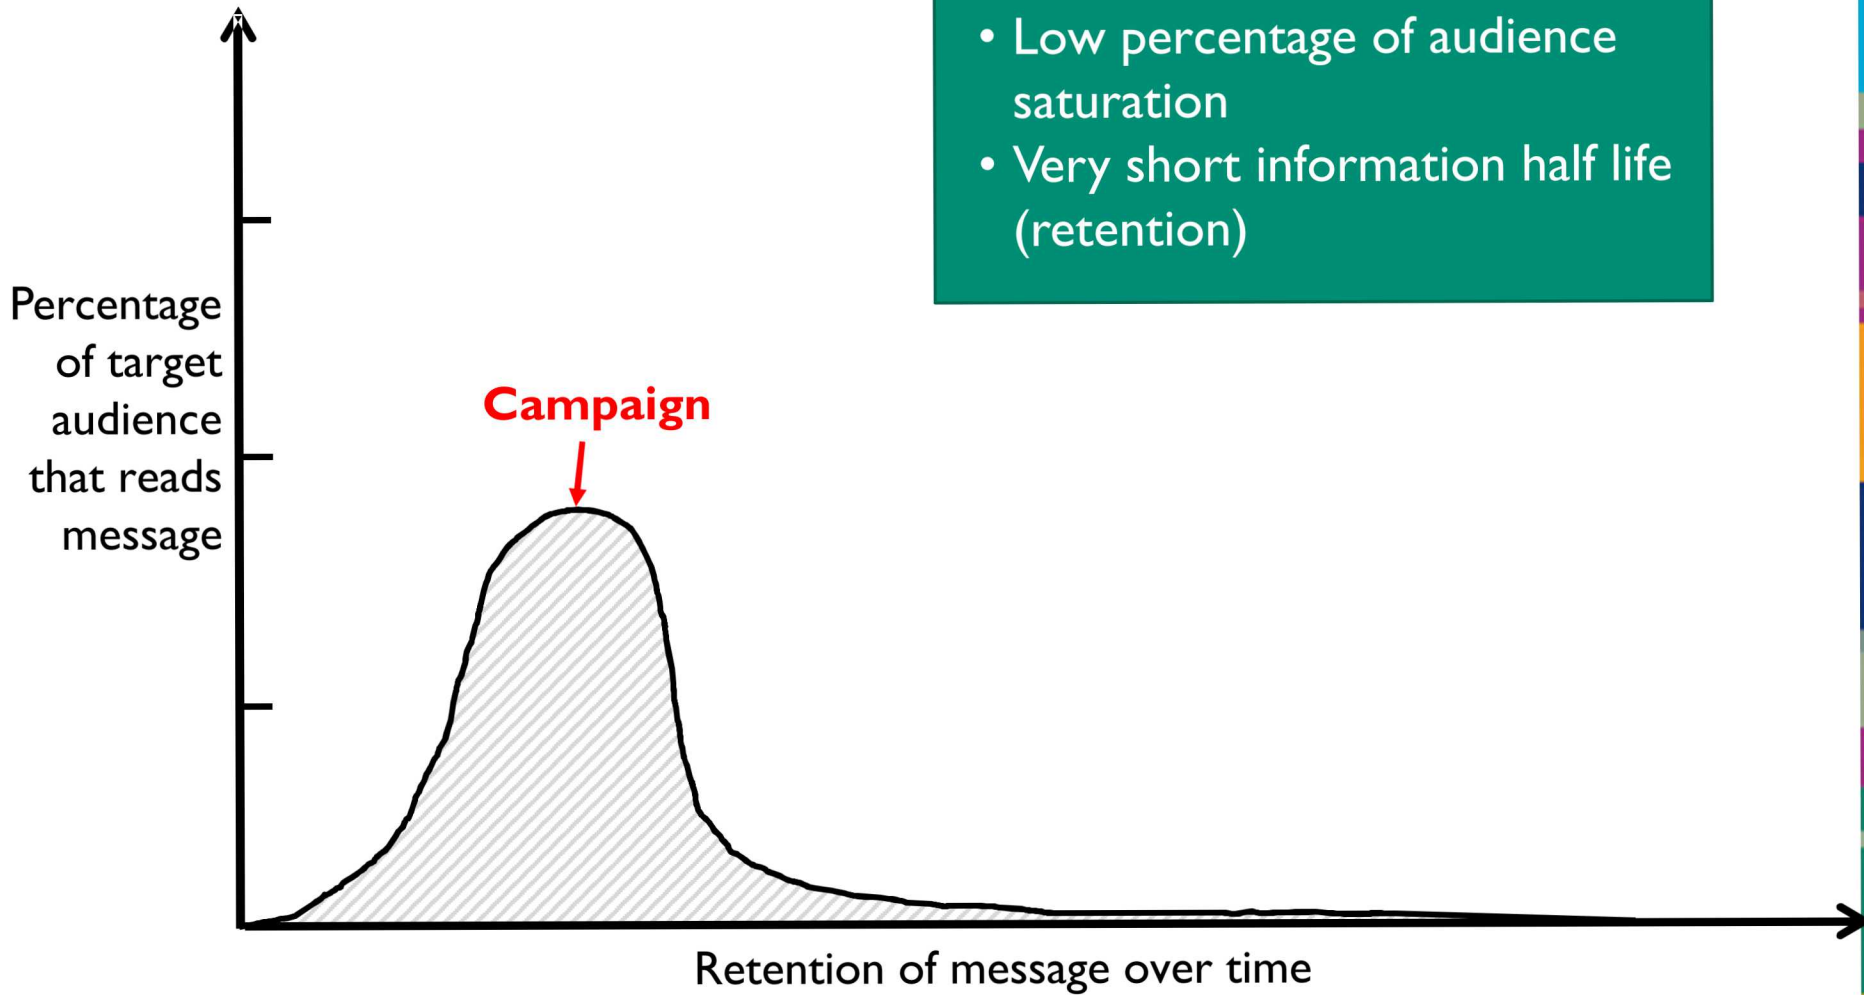 • Low percentage of audience
saturation
• Very short information half life
(retention)
Percentage
of target
audience
that reads
message
Campaign
Retention of message over time